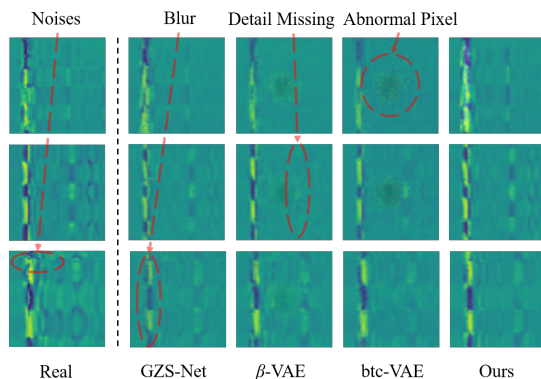 Noises Blur Detail Missing Abnormal Pixel
Real GZS-Net β-VAE btc-VAE Ours